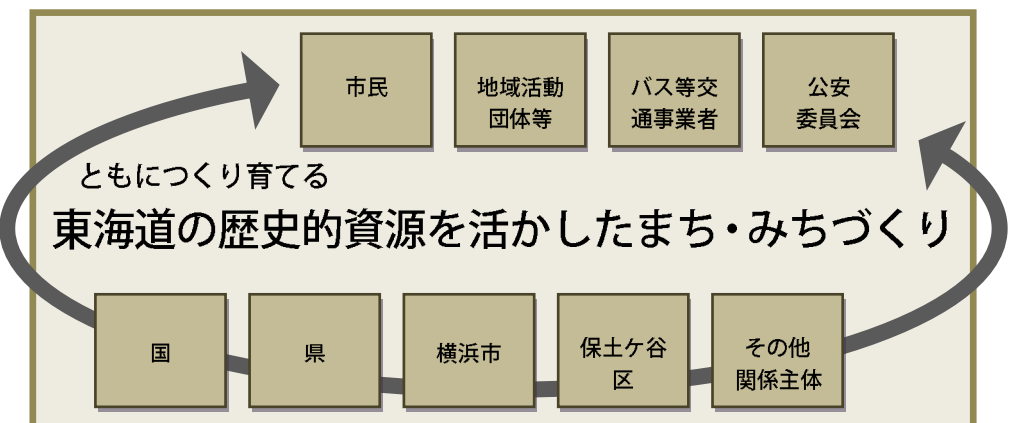 市民
地域活動
団体等
バス等交
通事業者
公安
委員会
ともにつくり育てる
東海道の歴史的資源を活かしたまち・みちづくり
国
県
横浜市
保土ケ谷
区
その他
関係主体